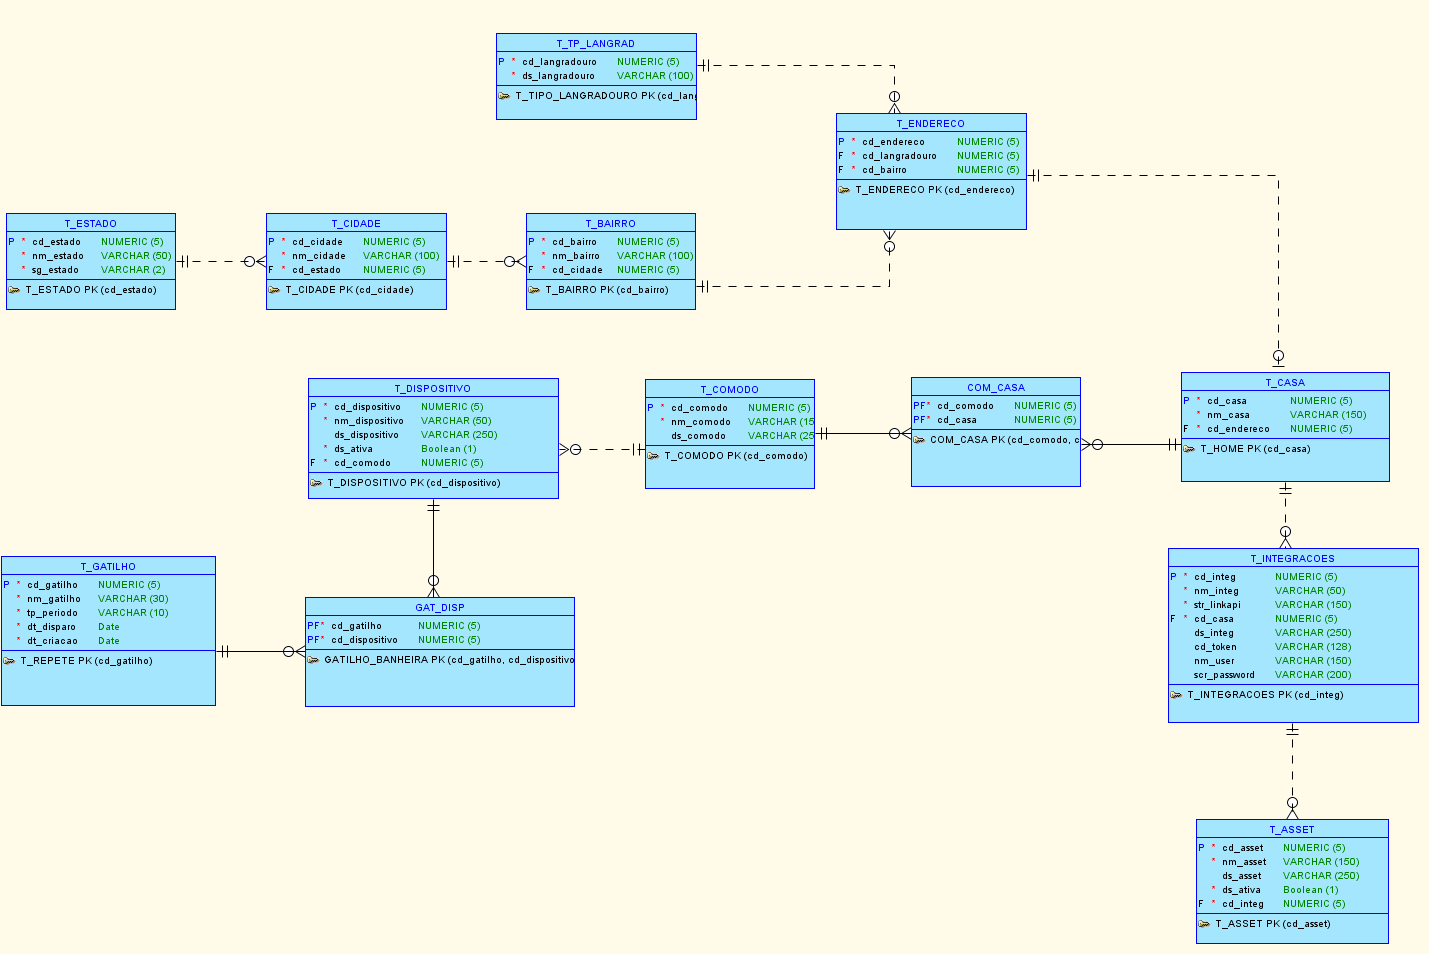 T_TP_LANGRAD
P * cd_langradouro NUMERIC (5)
* ds_langradouro VARCHAR (100)
T_TIPO_LANGRADOURO PK (cd_lang
T_ENDERECO
P * cd_endereco NUMERIC (5)
F * cd_langradouro NUMERIC (5)
F * cd_bairro NUMERIC (5)
T_ENDERECO PK (cd_endereco)
T_ESTADO
P * cd_estado NUMERIC (5)
* nm_estado VARCHAR (50)
* sg_estado VARCHAR (2)
T_ESTADO PK (cd_estado)
T_CIDADE
P * cd_cidade NUMERIC (5)
* nm_cidade VARCHAR (100)
F * cd_estado NUMERIC (5)
T_CIDADE PK (cd_cidade)
T_BAIRRO
P * cd_bairro NUMERIC (5)
* nm_bairro VARCHAR (100)
F * cd_cidade NUMERIC (5)
T_BAIRRO PK (cd_bairro)
T_DISPOSITIVO
P * cd_dispositivo NUMERIC (5)
* nm_dispositivo VARCHAR (50)
ds_dispositivo VARCHAR (250)
* ds_ativa Boolean (1)
F * cd_comodo NUMERIC (5)
T_DISPOSITIVO PK (cd_dispositivo)
T_COMODO
P * cd_comodo NUMERIC (5)
* nm_comodo VARCHAR (15
ds_comodo VARCHAR (25
T_COMODO PK (cd_comodo)
COM_CASA
PF* cd_comodo NUMERIC (5)
PF* cd_casa NUMERIC (5)
COM_CASA PK (cd_comodo, c
T_CASA
P * cd_casa NUMERIC (5)
* nm_casa VARCHAR (150)
F * cd_endereco NUMERIC (5)
T_HOME PK (cd_casa)
T_GATILHO
P * cd_gatilho NUMERIC (5)
* nm_gatilho VARCHAR (30)
* tp_periodo VARCHAR (10)
* dt_disparo Date
* dt_criacao Date
T_REPETE PK (cd_gatilho)
GAT_DISP
PF* cd_gatilho NUMERIC (5)
PF* cd_dispositivo NUMERIC (5)
GATILHO_BANHEIRA PK (cd_gatilho, cd_dispositivo
T_INTEGRACOES
P * cd_integ NUMERIC (5)
* nm_integ VARCHAR (50)
* str_linkapi VARCHAR (150)
F * cd_casa NUMERIC (5)
ds_integ VARCHAR (250)
cd_token VARCHAR (128)
nm_user VARCHAR (150)
scr_password VARCHAR (200)
T_INTEGRACOES PK (cd_integ)
T_ASSET
P * cd_asset NUMERIC (5)
* nm_asset VARCHAR (150)
ds_asset VARCHAR (250)
* ds_ativa Boolean (1)
F * cd_integ NUMERIC (5)
T_ASSET PK (cd_asset)